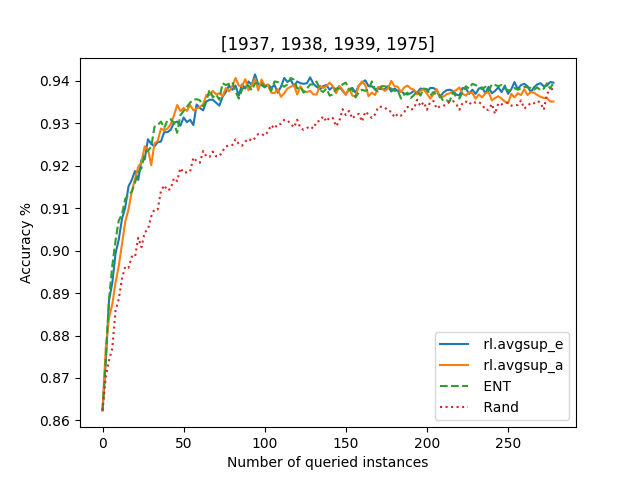 [1937, 1938, 1939, 1975]
Accuracy %
0.94
0.93
0.92
0.91
0.90
0.89
0.88
0.87
0.86
0
50
100
150
200
250
Number of queried instances
rl.avgsup_e
rl.avgsup_a
ENT
Rand